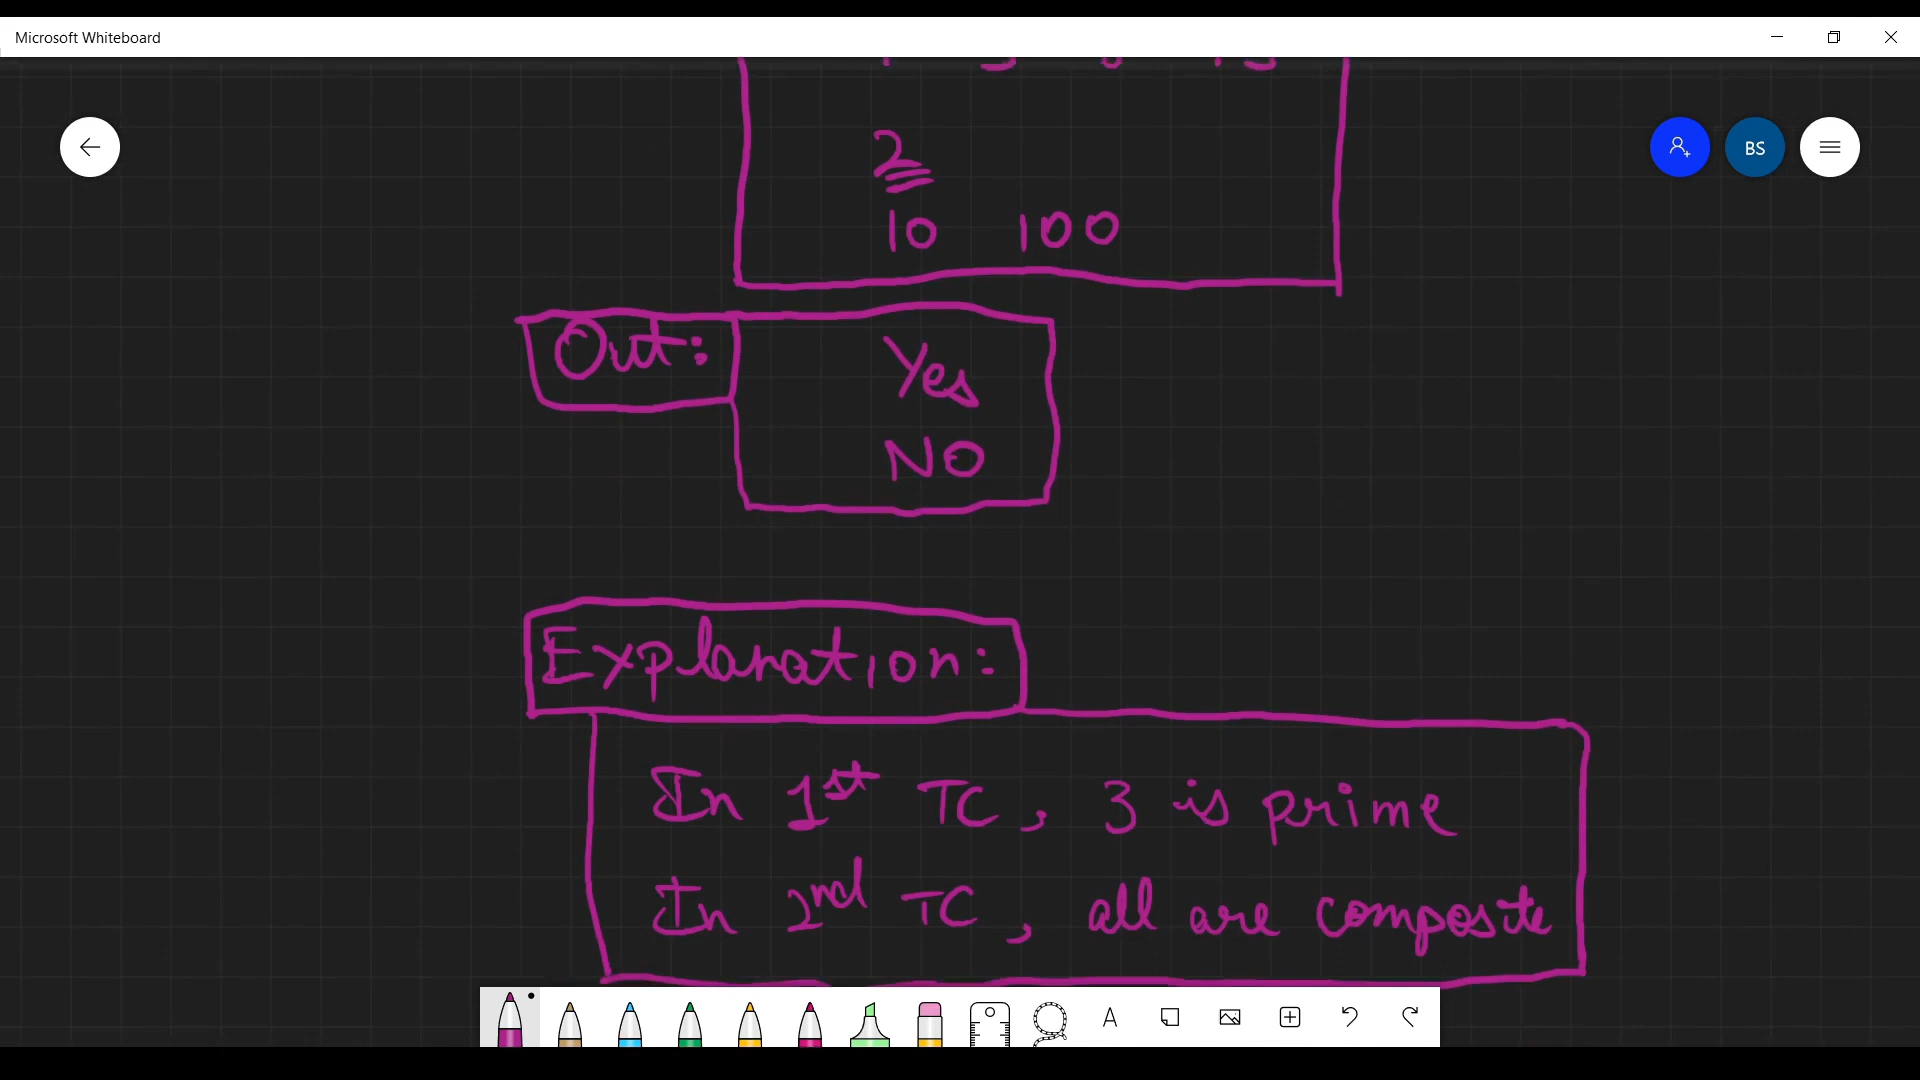 Microsoft Whiteboard
BS
2
10 100
Out:
Yes
NO
Explanation:
In 1st TC, 3 is prime
In 2nd TC, all are composite
A